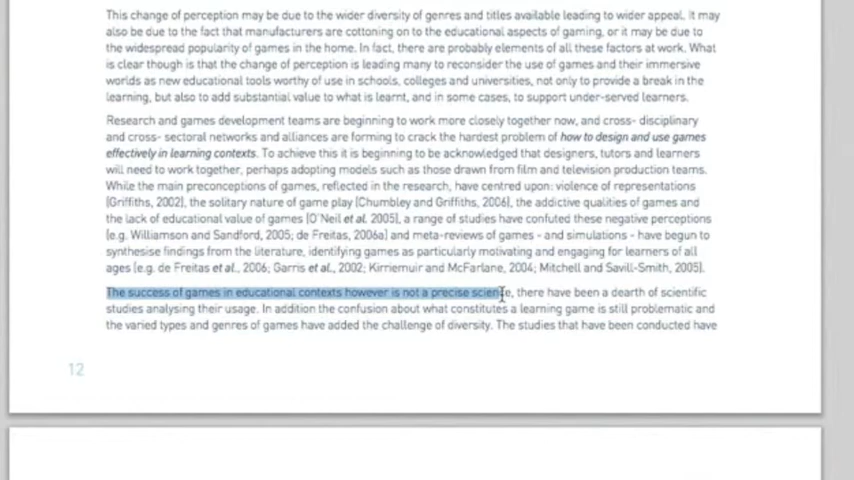 This change of perception may be due to the wider diversity of genres and titles available leading to wider appeal. It may
also be due to the fact that manufacturers are cottoning on to the educational aspects of gaming, or it may be due to
the widespread popularity of games in the home. In fact, there are probably elements of all these factors at work. What
is clear though is that the change of perception is leading many to reconsider the use of games and their immersive
worlds as new educational tools worthy of use in schools, colleges and universities, not only to provide a break in the
learning, but also to add substantial value to what is learnt, and in some cases, to support under-served learners.
Research and games development teams are beginning to work more closely together now, and cross- disciplinary
and cross- sectoral networks and alliances are forming to crack the hardest problem of how to design and use games
effectively in learning contexts. To achieve this it is beginning to be acknowledged that designers, tutors and learners
will need to work together, perhaps adopting models such as those drawn from film and television production teams.
While the main preconceptions of games, reflected in the research, have centred upon: violence of representations
(Griffiths, 2002), the solitary nature of game play (Chumbley and Griffiths, 2006), the addictive qualities of games and
the lack of educational value of games (O'Neil et al. 2005), a range of studies have confuted these negative perceptions
(e.g. Williamson and Sandford, 2005; de Freitas, 2006a) and meta-reviews of games - and simulations - have begun to
synthesise findings from the literature, identifying games as particularly motivating and engaging for learners of all
ages (e.g. de Freitas et al., 2006; Garris et al., 2002; Kirriemuir and McFarlane, 2004; Mitchell and Savill-Smith, 2005).
The success of games in educational contexts however is not a precise science, there have been a dearth of scientific
studies analysing their usage. In addition the confusion about what constitutes a learning game is still problematic and
the varied types and genres of games have added the challenge of diversity. The studies that have been conducted have
12